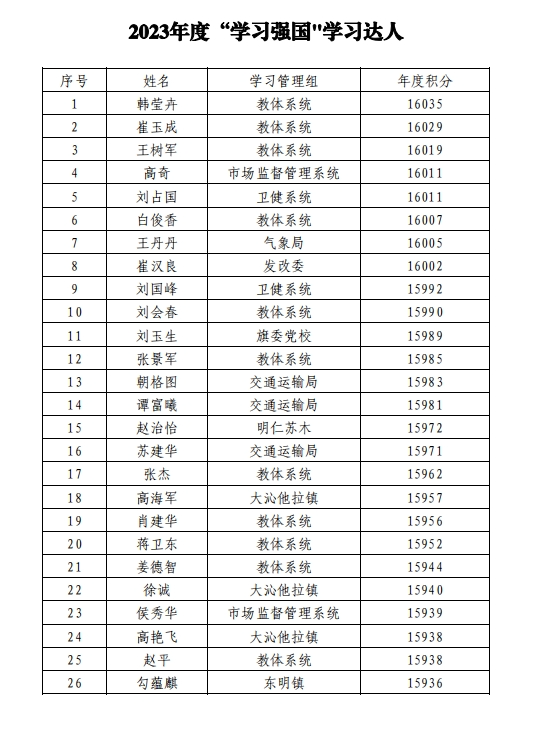 2023年度“学习强国"学习达人
序号 姓名 学习管理组 年度积分
1 韩莹卉 教体系统 16035
2 崔玉成 教体系统 16029
3 王树军 教体系统 16019
4 高奇 市场监督管理系统 16011
5 刘占国 卫健系统 16011
6 白俊香 教体系统 16007
7 王丹丹 气象局 16005
8 崔汉良 发改委 16002
9 刘国峰 卫健系统 15992
10 刘会春 教体系统 15990
11 刘玉生 旗委党校 15989
12 张景军 教体系统 15985
13 朝格图 交通运输局 15983
14 谭富曦 交通运输局 15981
15 赵治怡 明仁苏木 15972
16 苏建华 交通运输局 15971
17 张杰 教体系统 15962
18 高海军 大沁他拉镇 15957
19 肖建华 教体系统 15956
20 蒋卫东 教体系统 15952
21 姜德智 教体系统 15944
22 徐诚 大沁他拉镇 15940
23 侯秀华 市场监督管理系统 15939
24 高艳飞 大沁他拉镇 15938
25 赵平 教体系统 15938
26 勾蕴麒 东明镇 15936